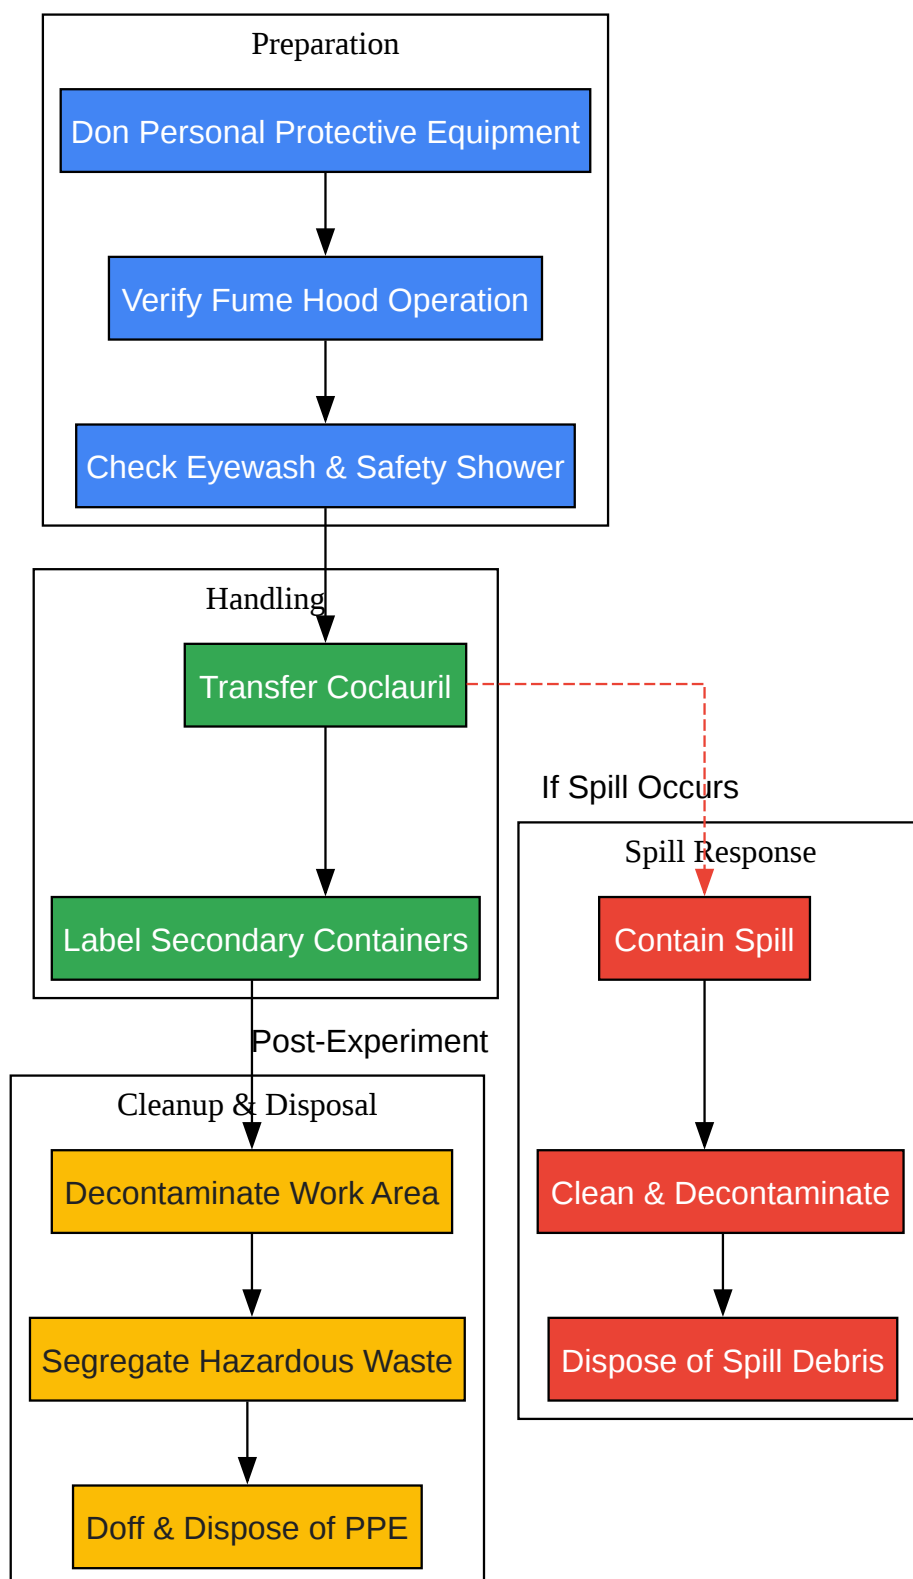 Preparation
Don Personal Protective Equipment
Verify Fume Hood Operation
Check Eyewash & Safety Shower
Handling
Transfer Coclauril
Label Secondary Containers
If Spill Occurs
Spill Response
Contain Spill
Clean & Decontaminate
Dispose of Spill Debris
Post-Experiment
Cleanup & Disposal
Decontaminate Work Area
Segregate Hazardous Waste
Doff & Dispose of PPE